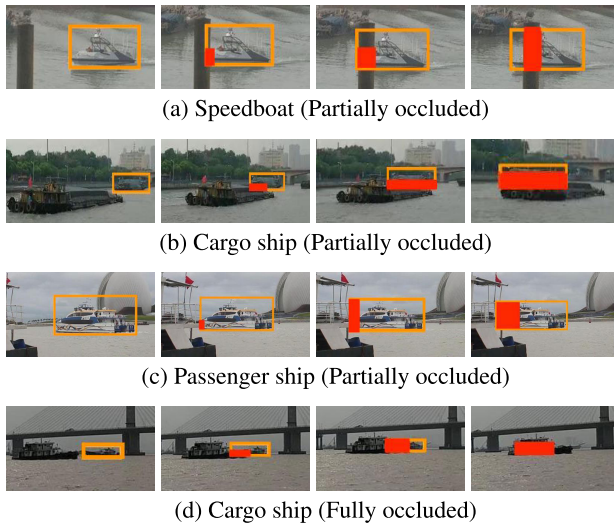 (a) Speedboat (Partially occluded)
(b) Cargo ship (Partially occluded)
(c) Passenger ship (Partially occluded)
(d) Cargo ship (Fully occluded)